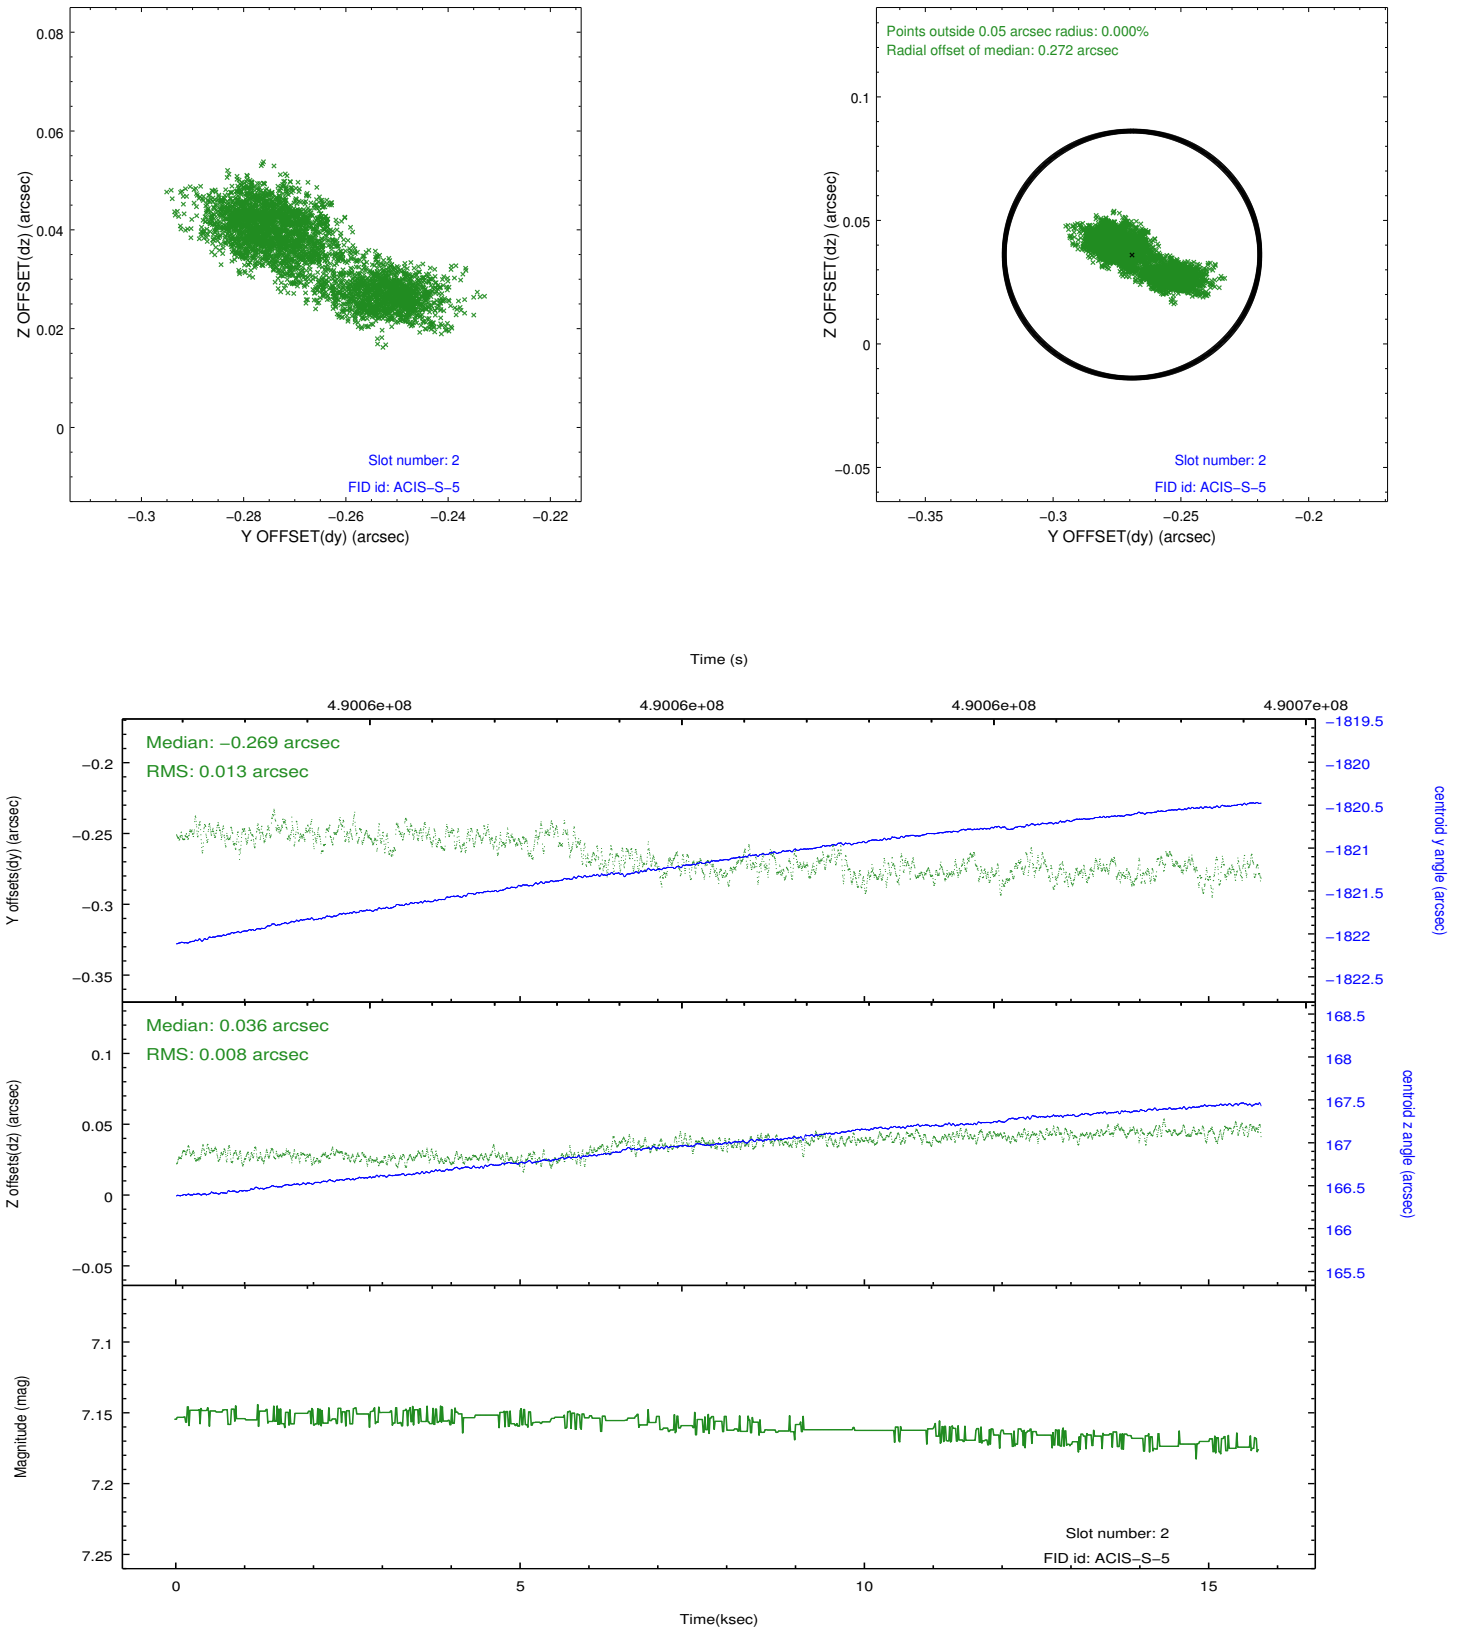 0.08
0.06
0.04
0.02
0
Z OFFSET(dz) (arcsec)
Slot number: 2
FID id: ACIS−S−5
−0.3 −0.28 −0.26 −0.24 −0.22
Y OFFSET(dy) (arcsec)
Points outside 0.05 arcsec radius: 0.000%
Radial offset of median: 0.272 arcsec
0.1
0.05
0
−0.05
Z OFFSET(dz) (arcsec)
Slot number: 2
FID id: ACIS−S−5
−0.35 −0.3 −0.25 −0.2
Y OFFSET(dy) (arcsec)
Time (s)
4.9006e+08 4.9006e+08 4.9006e+08 4.9007e+08
Median: −0.269 arcsec
RMS: 0.013 arcsec
−0.2
−0.25
−0.3
−0.35
Y offsets(dy) (arcsec)
−1819.5
−1820
−1820.5
−1821
−1821.5
−1822
−1822.5
centroid y angle (arcsec)
Median: 0.036 arcsec
RMS: 0.008 arcsec
0.1
0.05
0
−0.05
Z offsets(dz) (arcsec)
168.5
168
167.5
167
166.5
166
165.5
centroid z angle (arcsec)
7.1
7.15
7.2
7.25
Magnitude (mag)
Slot number: 2
FID id: ACIS−S−5
0 5 10 15
Time(ksec)